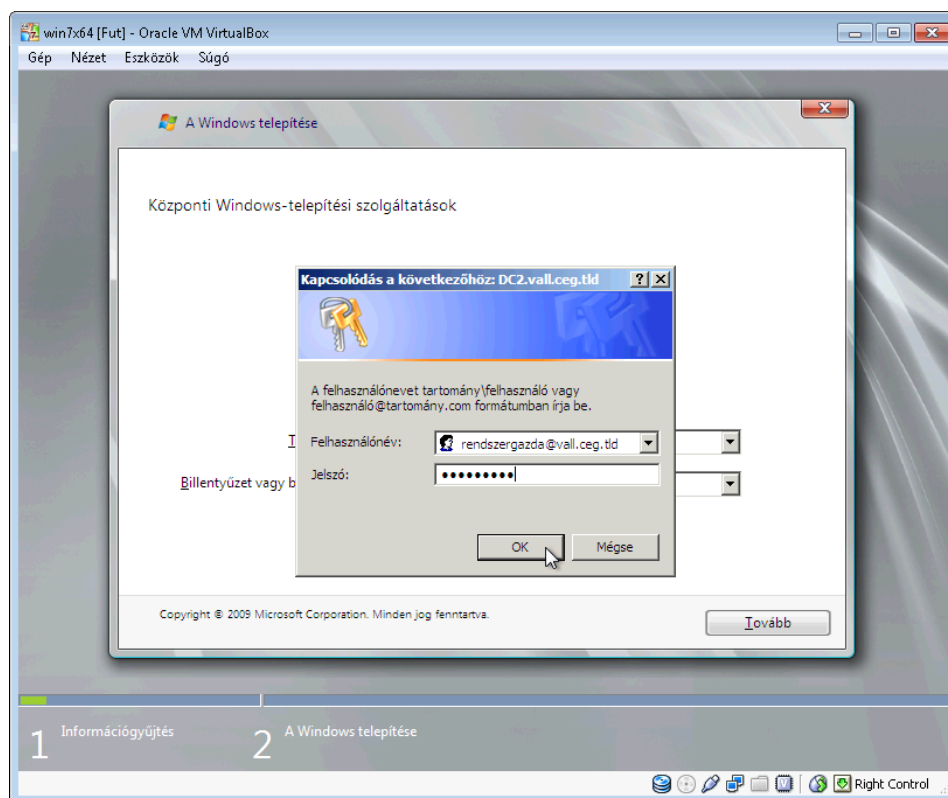 win7x64 [Fut] - Oracle VM VirtualBox
Gép Nézet Eszközök Súgó
A Windows telepítése
Központi Windows-telepítési szolgáltatások
Kapcsolódás a következőhöz: DC2.vall.ceg.tld
A felhasználónevet tartomány\felhasználó vagy
felhasználó@tartomány.com formátumban írja be.
Felhasználónév: rendszergazda@vall.ceg.tld
Jelszó: •••••••••
Billentyűzet vagy b
OK Mégse
Copyright © 2009 Microsoft Corporation. Minden jog fenntartva.
Tovább
1 Információgyűjtés 2 A Windows telepítése
Right Control